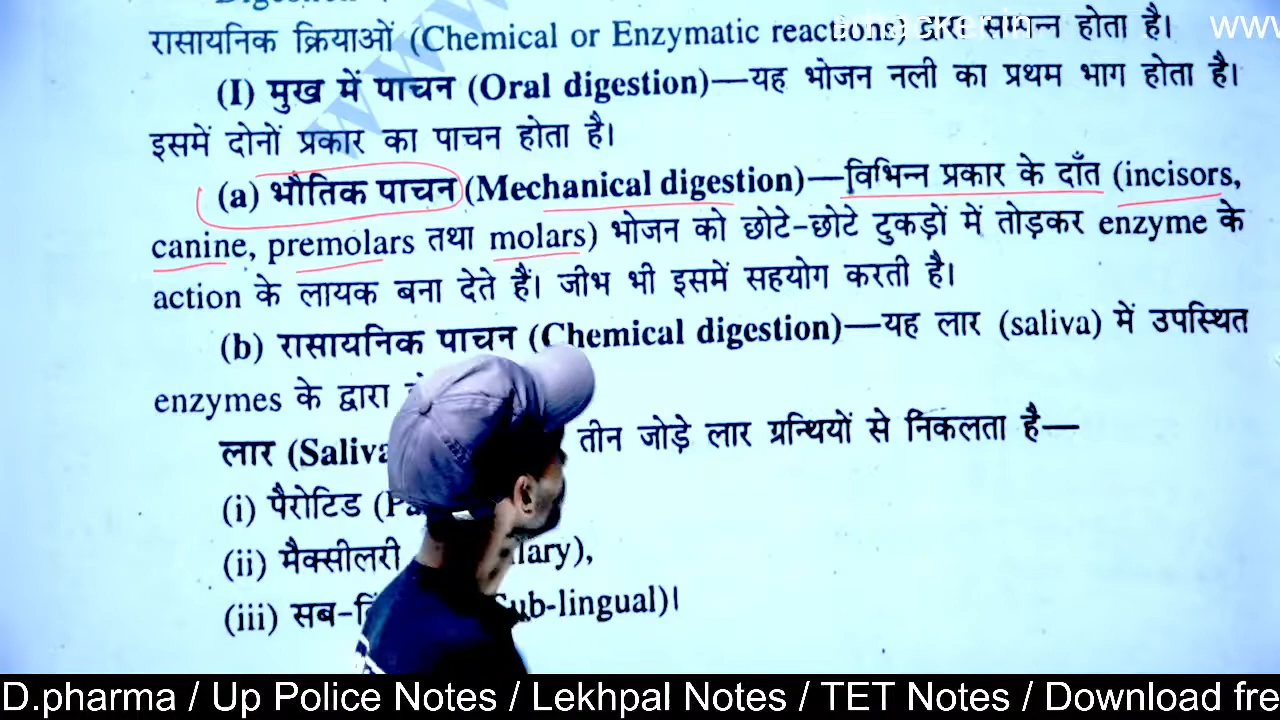 रासायनिक क्रियाओं (Chemical or Enzymatic reactions) द्वारा सम्पन्न होता है।
(I) मुख में पाचन (Oral digestion)—यह भोजन नली का प्रथम भाग होता है।
इसमें दोनों प्रकार का पाचन होता है।
(a) भौतिक पाचन (Mechanical digestion)—विभिन्न प्रकार के दाँत (incisors,
canine, premolars तथा molars) भोजन को छोटे-छोटे टुकड़ों में तोड़कर enzyme के
action के लायक बना देते हैं। जीभ भी इसमें सहयोग करती है।
(b) रासायनिक पाचन (Chemical digestion)—यह लार (saliva) में उपस्थित
enzymes के द्वारा
लार (Saliva तीन जोड़े लार ग्रन्थियों से निकलता है—
(i) पैरोटिड
(ii) मैक्सीलरी lary),
(iii) सब- Sub-lingual)।
D.pharma / Up Police Notes / Lekhpal Notes / TET Notes / Download fre